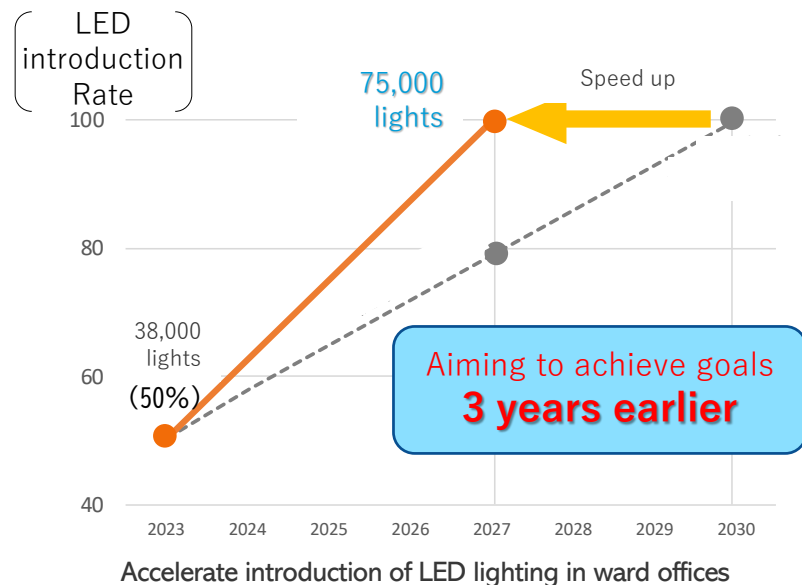 LED
introduction
Rate
75,000
lights
Speed up
100
80
60
40
38,000
lights
(50%)
Aiming to achieve goals
3 years earlier
2023 2024 2025 2026 2027 2028 2029 2030
Accelerate introduction of LED lighting in ward offices